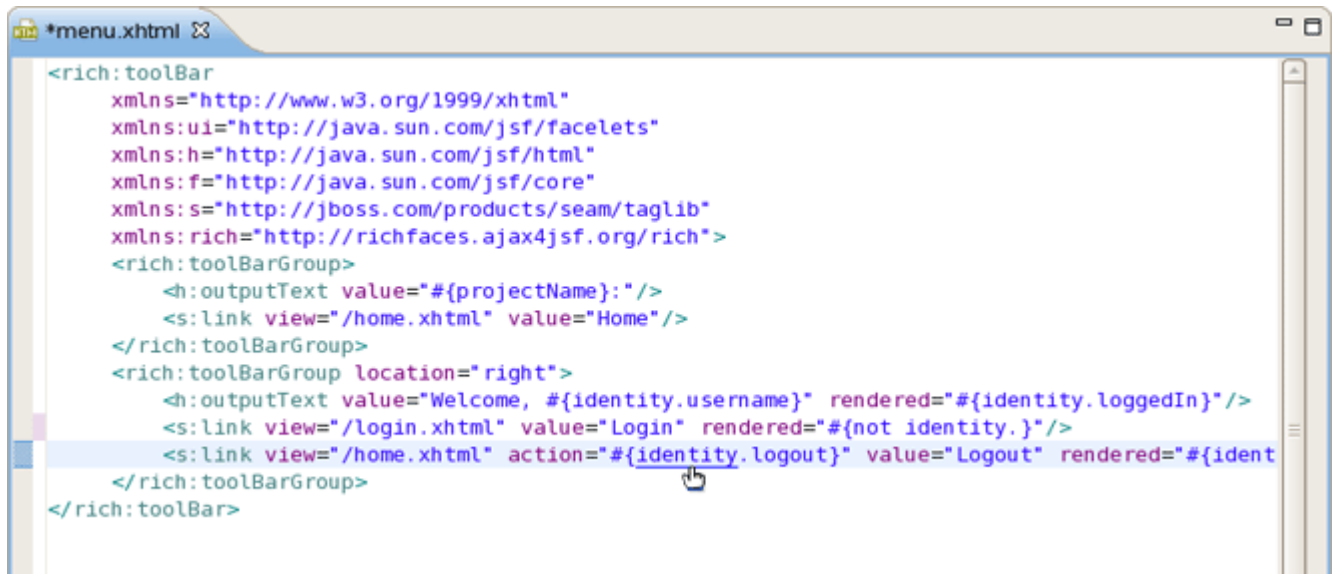 *menu.xhtml
<rich:toolBar
xmlns="http://www.w3.org/1999/xhtml"
xmlns:ui="http://java.sun.com/jsf/facelets"
xmlns:h="http://java.sun.com/jsf/html"
xmlns:f="http://java.sun.com/jsf/core"
xmlns:s="http://jboss.com/products/seam/taglib"
xmlns:rich="http://richfaces.ajax4jsf.org/rich">
<rich:toolBarGroup>
<h:outputText value="#{projectName}:"/>
<s:link view="/home.xhtml" value="Home"/>
</rich:toolBarGroup>
<rich:toolBarGroup location="right">
<h:outputText value="Welcome, #{identity.username}" rendered="#{identity.loggedIn}"/>
<s:link view="/login.xhtml" value="Login" rendered="#{not identity.}"/>
<s:link view="/home.xhtml" action="#{identity.logout}" value="Logout" rendered="#{ident
</rich:toolBarGroup>
</rich:toolBar>